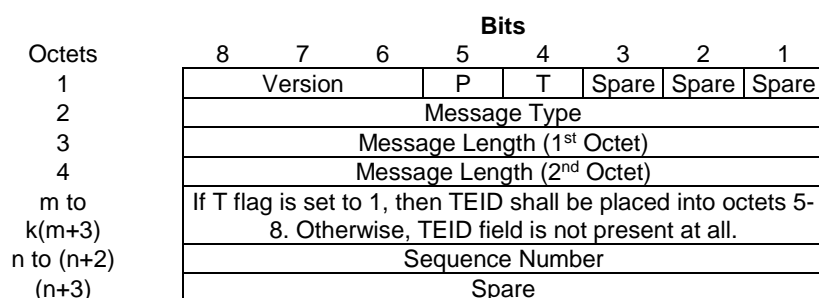 Bits
Octets 8 7 6 5 4 3 2 1
1 Version P T Spare Spare Spare
2 Message Type
3 Message Length (1st Octet)
4 Message Length (2nd Octet)
m to If T flag is set to 1, then TEID shall be placed into octets 5-
k(m+3) 8. Otherwise, TEID field is not present at all.
n to (n+2) Sequence Number
(n+3) Spare